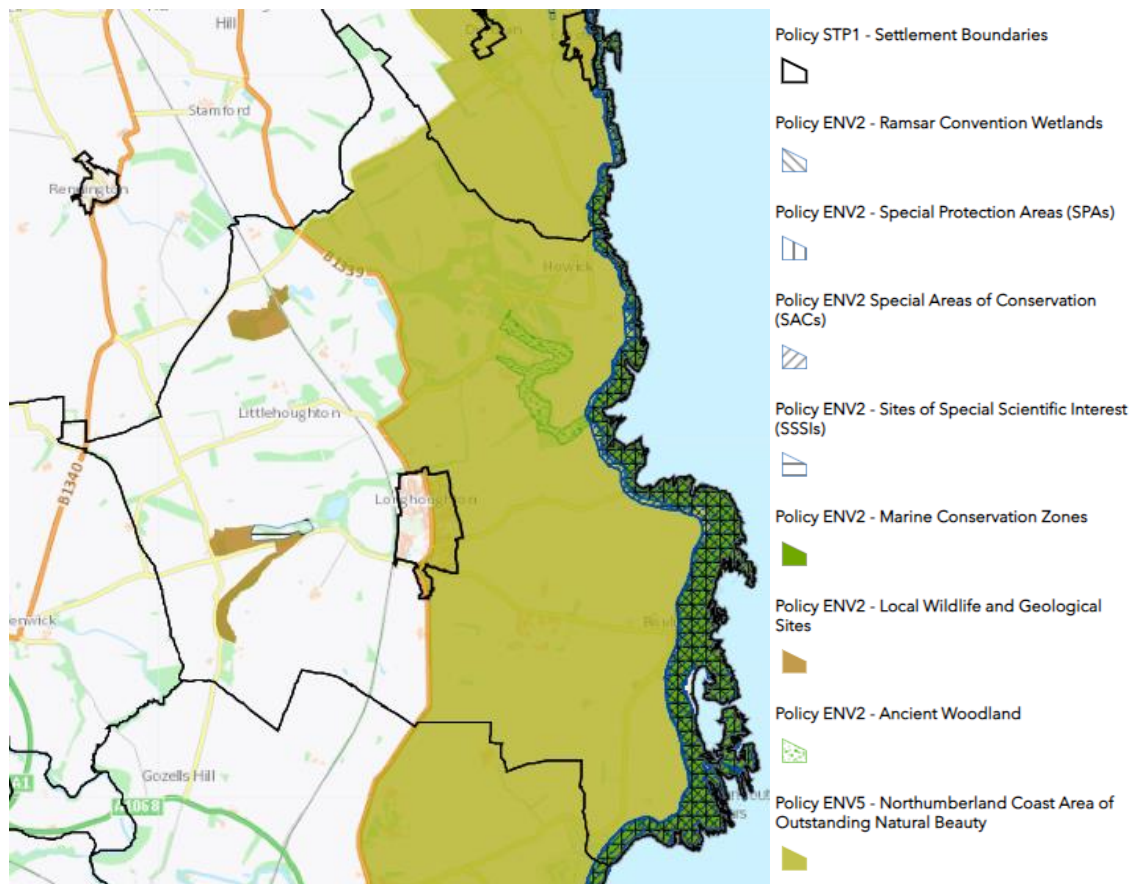 Hill
Stamford
Rennington
B1339
Howick
Littlehoughton
B1340
Longhoughton
Gozells Hill
A1
A1068
Policy STP1 - Settlement Boundaries
Policy ENV2 - Ramsar Convention Wetlands
Policy ENV2 - Special Protection Areas (SPAs)
Policy ENV2 Special Areas of Conservation
(SACs)
Policy ENV2 - Sites of Special Scientific Interest
(SSSIs)
Policy ENV2 - Marine Conservation Zones
Policy ENV2 - Local Wildlife and Geological
Sites
Policy ENV2 - Ancient Woodland
Policy ENV5 - Northumberland Coast Area of
Outstanding Natural Beauty